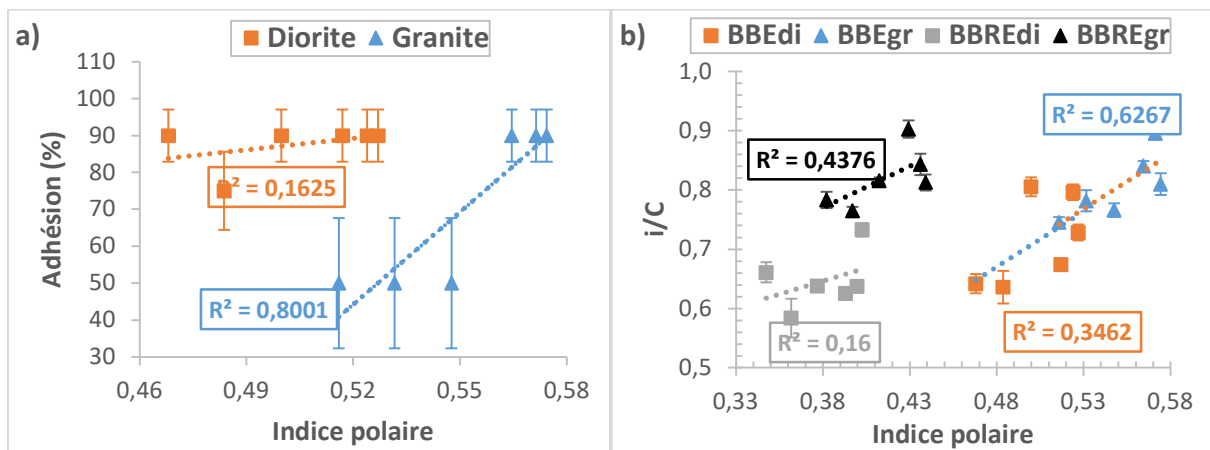 a)
Diorite Granite
Adhésion (%)
110
100
90
80
70
60
50
40
30
² = 0,1625
R² = 0,8001
0,46 0,49 0,52 0,55 0,58
Indice polaire
b)
BBEdi BBEgr BBREdi BBREgr
i/C
1,0
0,9
0,8
0,7
0,6
0,5
R² = 0,6267
R² = 0,4376
R² = 0,3462
R² = 0,16
0,33 0,38 0,43 0,48 0,53 0,58
Indice polaire